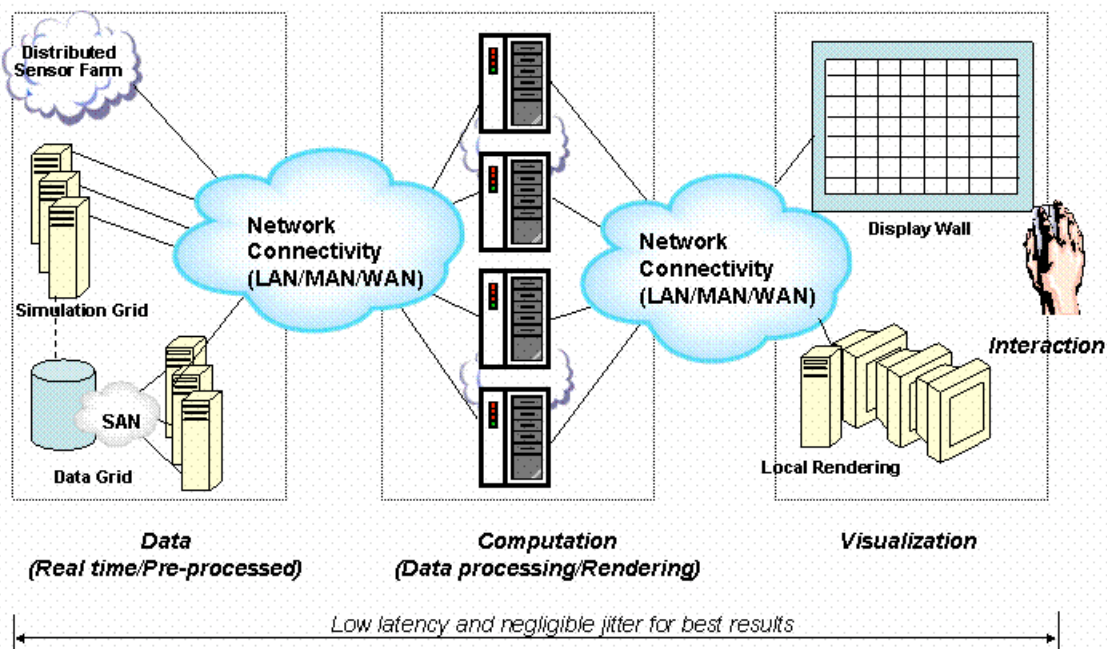 Distributed
Sensor Farm
Simulation Grid
SAN
Data Grid
Network
Connectivity
(LAN/MAN/WAN)
Network
Connectivity
(LAN/MAN/WAN)
Display Wall
Interaction
Local Rendering
Data
(Real time/Pre-processed)
Computation
(Data processing/Rendering)
Visualization
Low latency and negligible jitter for best results